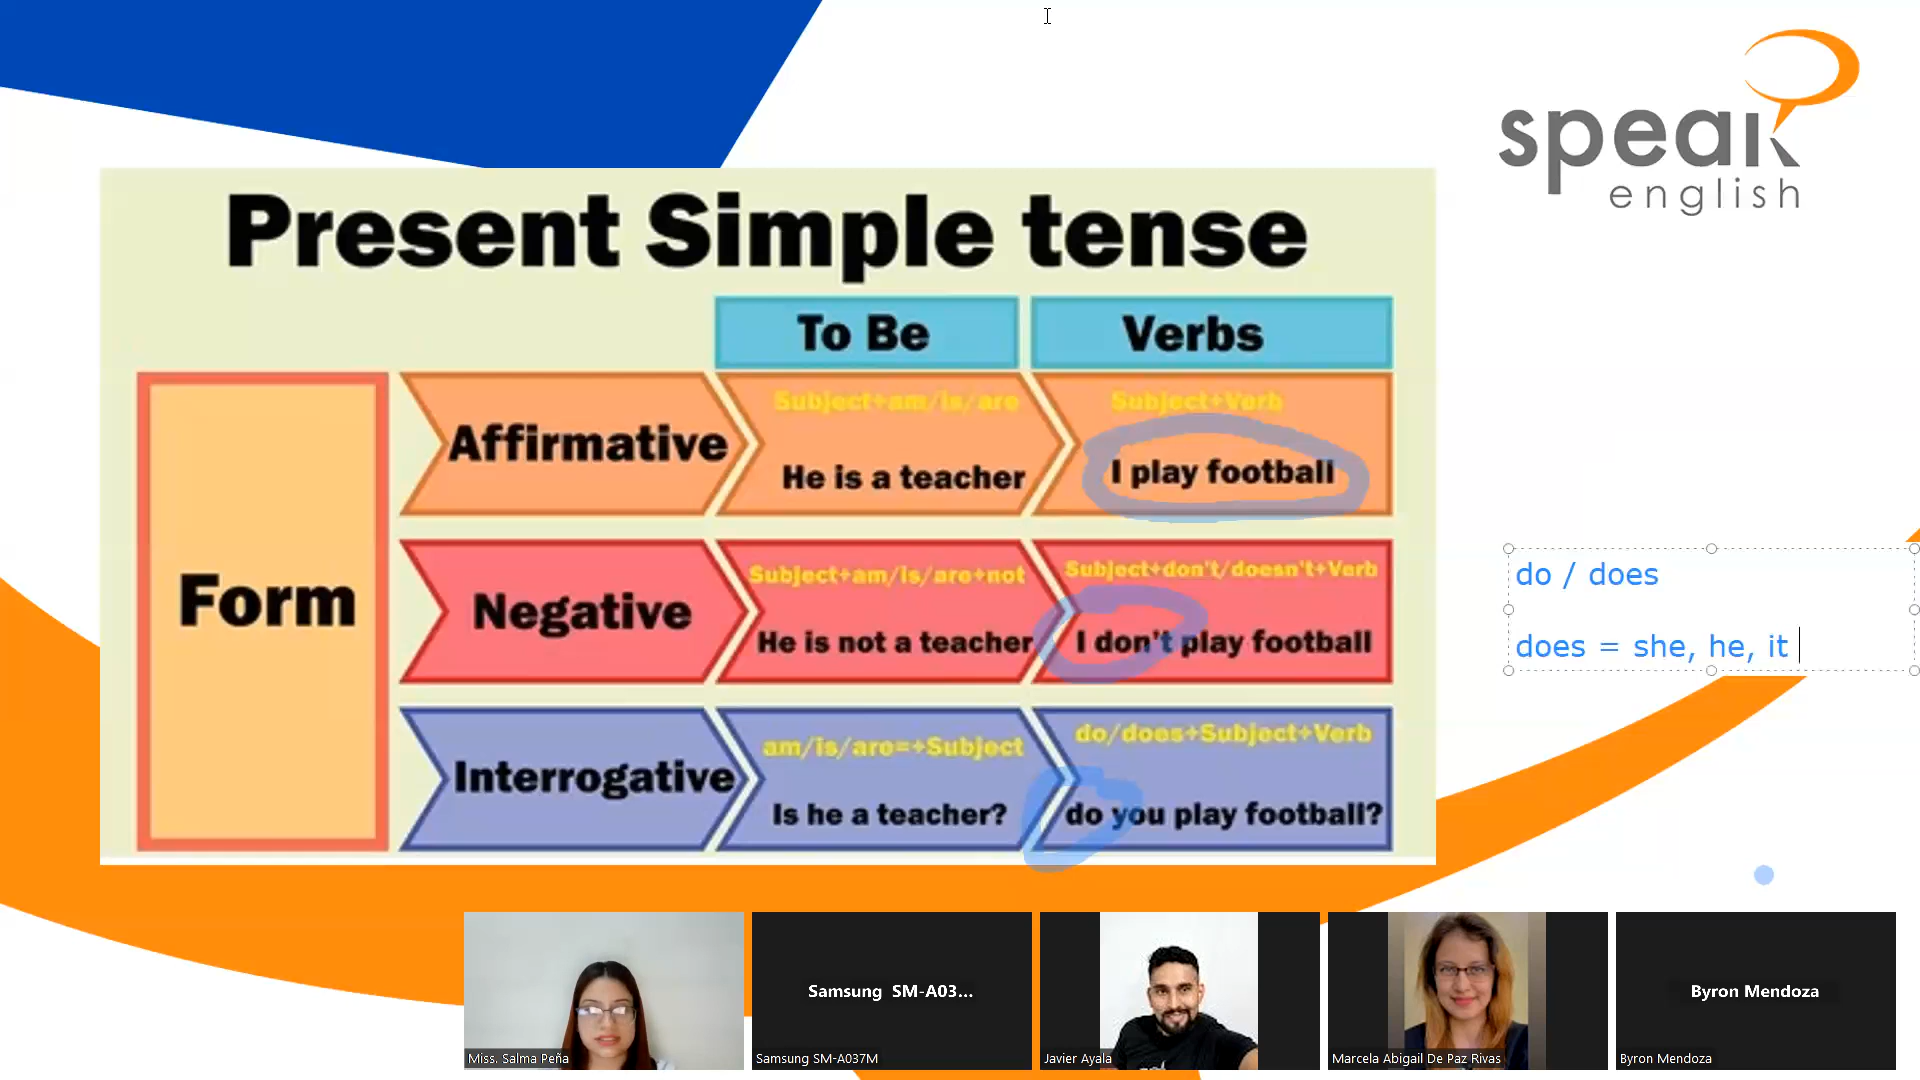 speak
english
Present Simple tense
To Be
Verbs
Form
Affirmative
Subject+am/is/are
He is a teacher
Subject+Verb
I play football
Negative
Subject+am/is/are+not
He is not a teacher
Subject+don't/doesn't+Verb
I don't play football
Interrogative
am/is/are=+Subject
Is he a teacher?
do/does+Subject+Verb
do you play football?
do / does
does = she, he, it
Samsung SM-A03...
Byron Mendoza
Miss. Salma Peña
Samsung SM-A037M
Javier Ayala
Marcela Abigail De Paz Rivas
Byron Mendoza